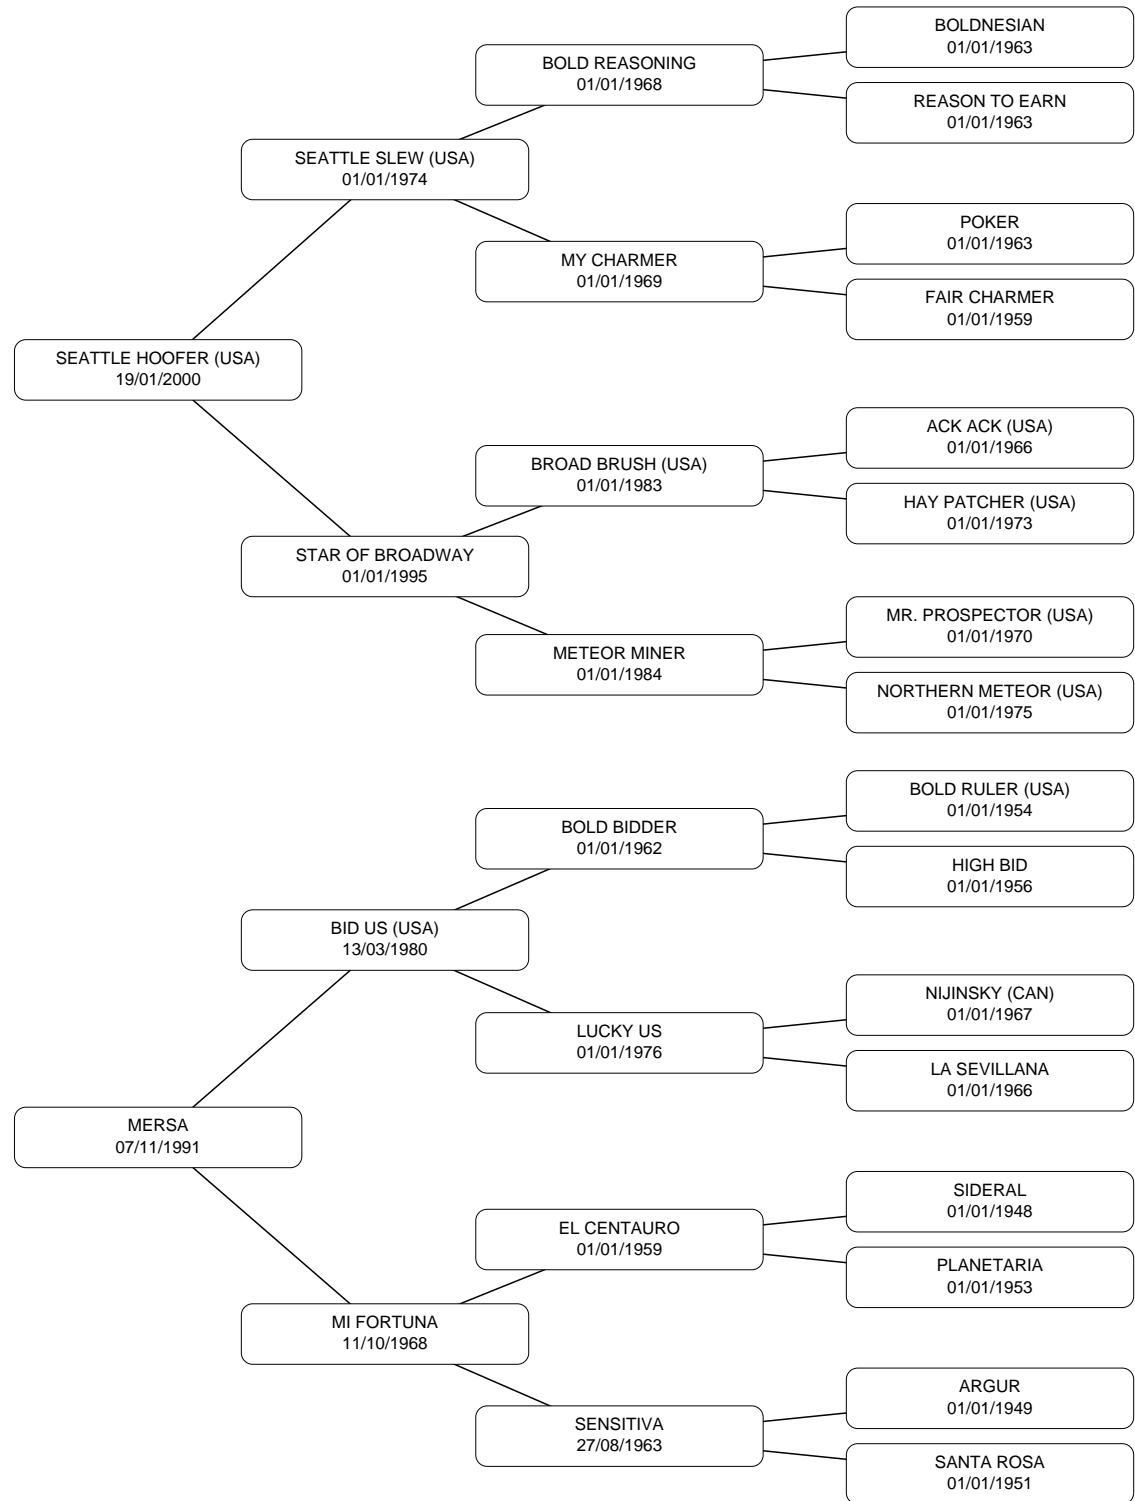 BOLDNESIAN
01/01/1963
BOLD REASONING
01/01/1968
REASON TO EARN
01/01/1963
SEATTLE SLEW (USA)
01/01/1974
POKER
01/01/1963
MY CHARMER
01/01/1969
FAIR CHARMER
01/01/1959
SEATTLE HOOFER (USA)
19/01/2000
ACK ACK (USA)
01/01/1966
BROAD BRUSH (USA)
01/01/1983
HAY PATCHER (USA)
01/01/1973
STAR OF BROADWAY
01/01/1995
MR. PROSPECTOR (USA)
01/01/1970
METEOR MINER
01/01/1984
NORTHERN METEOR (USA)
01/01/1975
BOLD RULER (USA)
01/01/1954
BOLD BIDDER
01/01/1962
HIGH BID
01/01/1956
BID US (USA)
13/03/1980
NIJINSKY (CAN)
01/01/1967
LUCKY US
01/01/1976
LA SEVILLANA
01/01/1966
MERSA
07/11/1991
SIDERAL
01/01/1948
EL CENTAURO
01/01/1959
PLANETARIA
01/01/1953
MI FORTUNA
11/10/1968
ARGUR
01/01/1949
SENSITIVA
27/08/1963
SANTA ROSA
01/01/1951